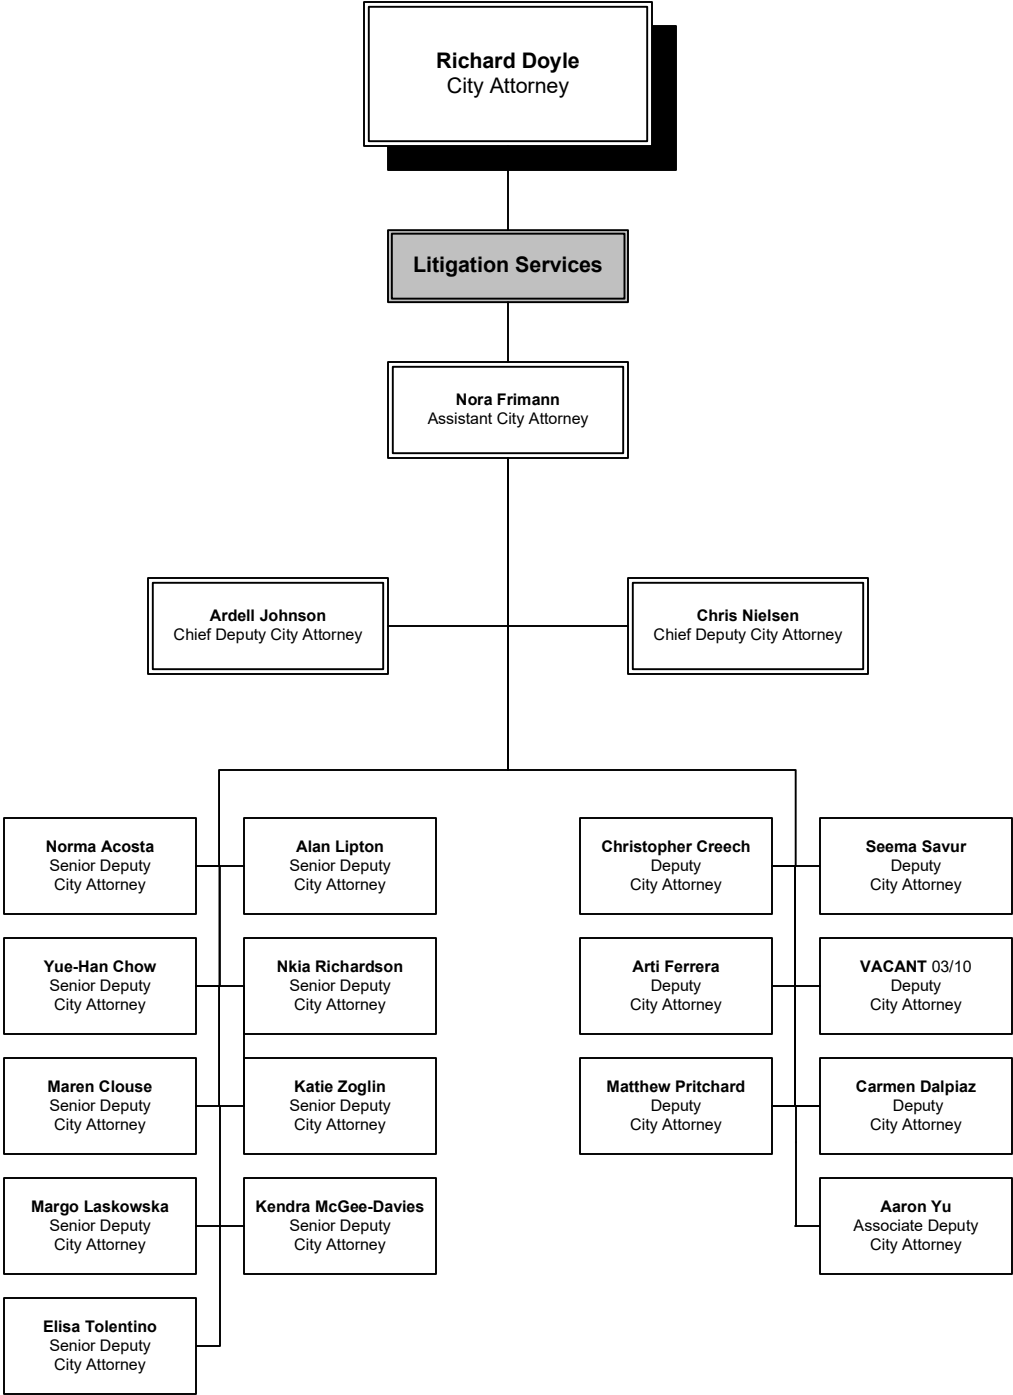 Richard Doyle
City Attorney
Litigation Services
Nora Frimann
Assistant City Attorney
Ardell Johnson
Chief Deputy City Attorney
Chris Nielsen
Chief Deputy City Attorney
Norma Acosta
Senior Deputy
City Attorney
Alan Lipton
Senior Deputy
City Attorney
Christopher Creech
Deputy
City Attorney
Seema Savur
Deputy
City Attorney
Yue-Han Chow
Senior Deputy
City Attorney
Nkia Richardson
Senior Deputy
City Attorney
Arti Ferrera
Deputy
City Attorney
VACANT 03/10
Deputy
City Attorney
Maren Clouse
Senior Deputy
City Attorney
Katie Zoglin
Senior Deputy
City Attorney
Matthew Pritchard
Deputy
City Attorney
Carmen Dalpiaz
Deputy
City Attorney
Margo Laskowska
Senior Deputy
City Attorney
Kendra McGee-Davies
Senior Deputy
City Attorney
Aaron Yu
Associate Deputy
City Attorney
Elisa Tolentino
Senior Deputy
City Attorney